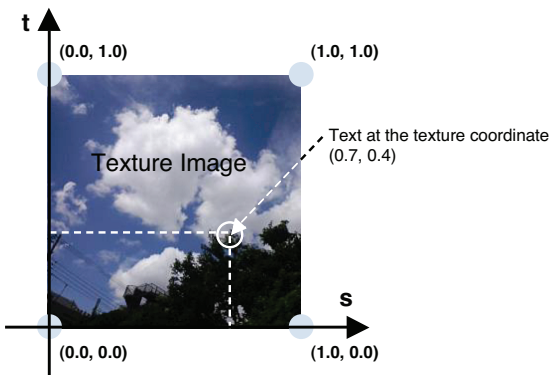 t
(0.0, 1.0)
(1.0, 1.0)
Texture Image
Text at the texture coordinate
(0.7, 0.4)
s
(0.0, 0.0)
(1.0, 0.0)